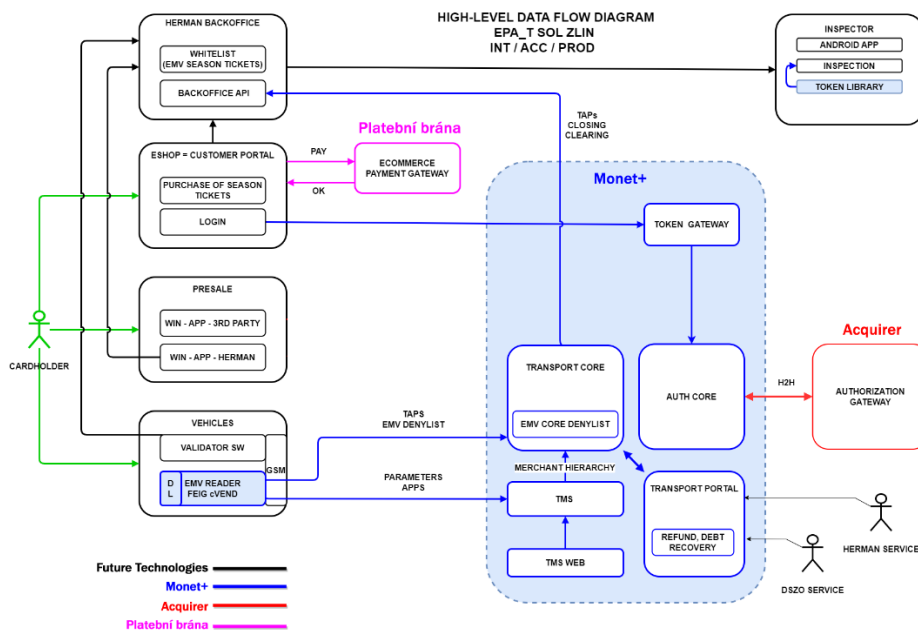 HIGH-LEVEL DATA FLOW DIAGRAM
EPA_T SOL ZLIN
INT / ACC / PROD
HERMAN BACKOFFICE
WHITELIST
(EMV SEASON TICKETS)
BACKOFFICE API
INSPECTOR
ANDROID APP
INSPECTION
TOKEN LIBRARY
TAPs
CLOSING
CLEARING
ESHOP = CUSTOMER PORTAL
PURCHASE OF SEASON
TICKETS
LOGIN
PAY
OK
Platební brána
ECOMMERCE
PAYMENT GATEWAY
Monet+
TOKEN GATEWAY
PRESALE
WIN - APP - 3RD PARTY
WIN - APP - HERMAN
CARDHOLDER
TRANSPORT CORE
EMV CORE DENYLIST
AUTH CORE
H2H
Acquirer
AUTHORIZATION
GATEWAY
VEHICLES
VALIDATOR SW
GSM
D
L
EMV READER
FEIG cVEND
TAPS
EMV DENYLIST
PARAMETERS
APPS
MERCHANT HIERARCHY
TMS
TMS WEB
TRANSPORT PORTAL
REFUND, DEBT
RECOVERY
HERMAN SERVICE
DSZO SERVICE
Future Technologies
Monet+
Acquirer
Platební brána